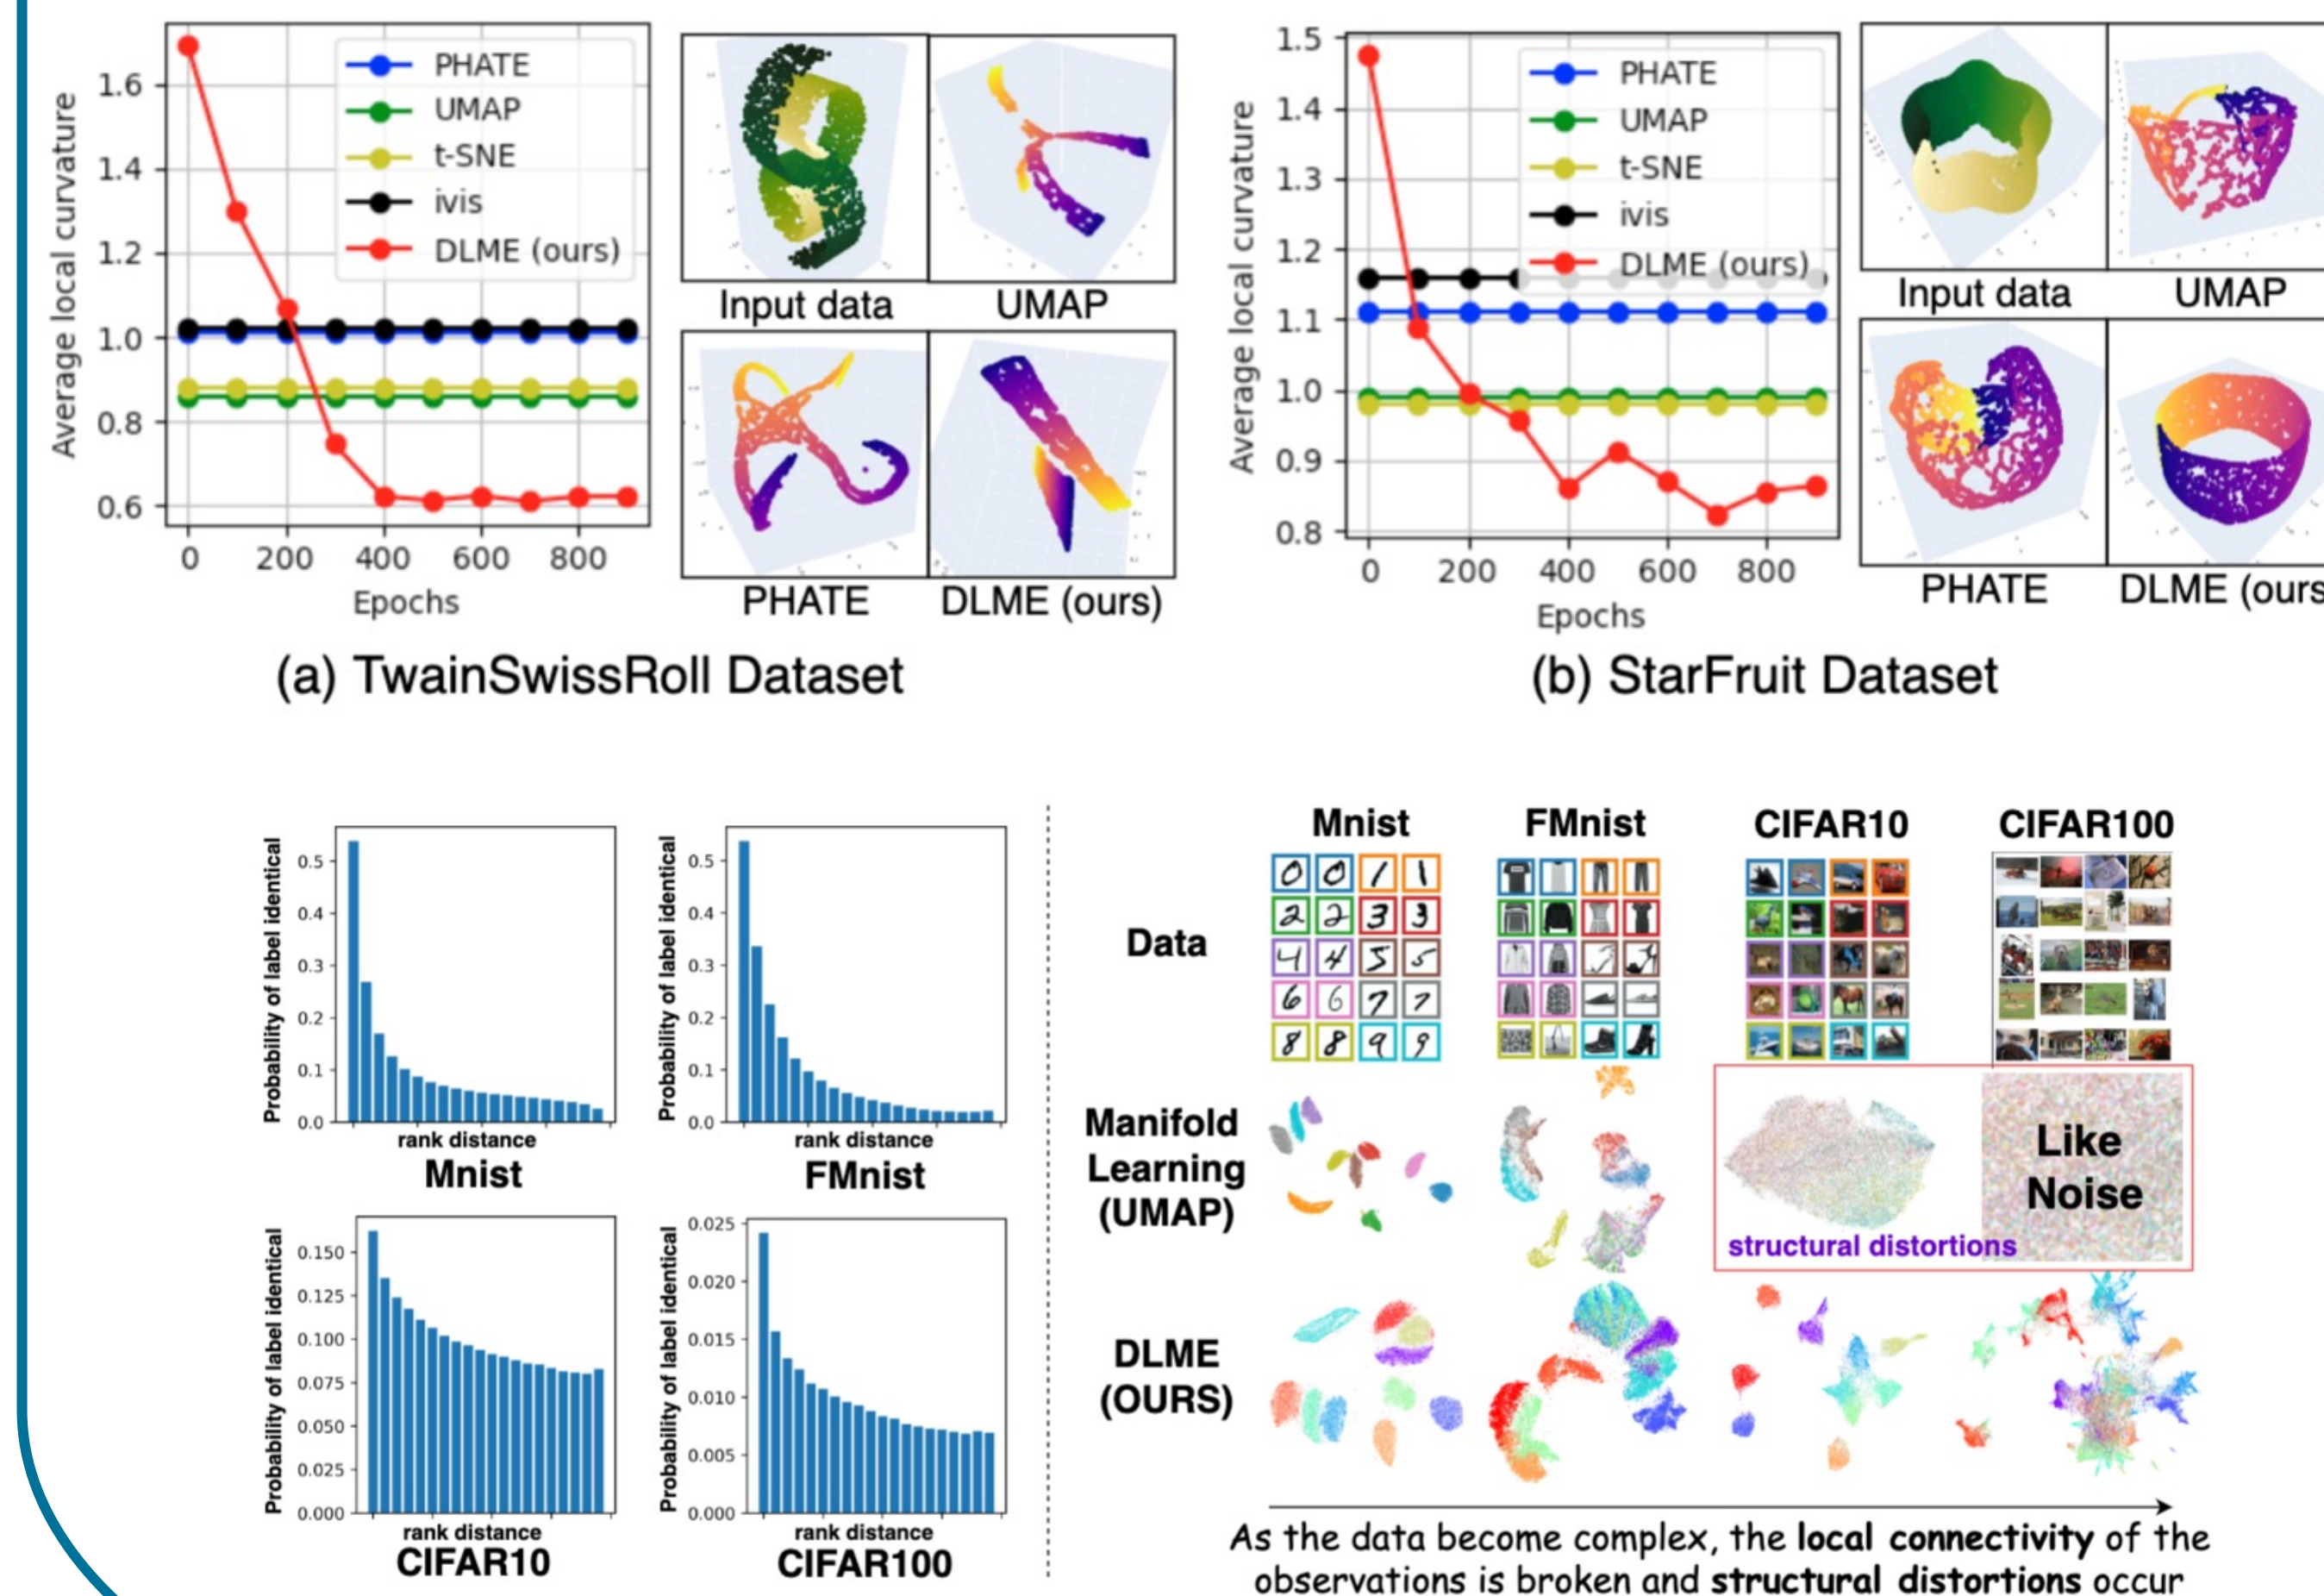 Average local curvature
1.6
1.4
1.2
1.0
0.8
0.6
PHATE
UMAP
t-SNE
ivis
DLME (ours)
0 200 400 600 800
Epochs
Input data UMAP
PHATE DLME (ours)
(a) TwainSwissRoll Dataset
Average local curvature
1.5
1.4
1.3
1.2
1.1
1.0
0.9
0.8
PHATE
UMAP
t-SNE
ivis
DLME (ours)
0 200 400 600 800
Epochs
Input data UMAP
PHATE DLME (ours
(b) StarFruit Dataset
Probability of label identical
0.5
0.4
0.3
0.2
0.1
0.0
rank distance
Mnist
Probability of label identical
0.5
0.4
0.3
0.2
0.1
0.0
rank distance
FMnist
Probability of label identical
0.150
0.125
0.100
0.075
0.050
0.025
0.000
rank distance
CIFAR10
Probability of label identical
0.025
0.020
0.015
0.010
0.005
0.000
rank distance
CIFAR100
Mnist FMnist CIFAR10 CIFAR100
Data
0 0 1 1
2 2 3 3
4 4 5 5
6 6 7 7
8 8 9 9
Manifold
Learning
(UMAP)
structural distortions
Like
Noise
DLME
(OURS)
As the data become complex, the local connectivity of the
observations is broken and structural distortions occur